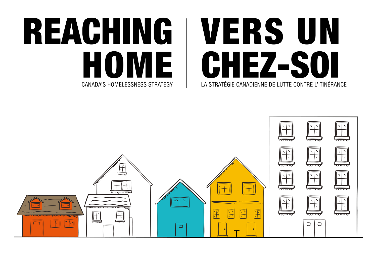 REACHING
HOME
CANADA'S HOMELESSNESS STRATEGY
VERS UN
CHEZ-SOI
LA STRATÉGIE CANADIENNE DE LUTTE CONTRE L'ITINÉRANCE